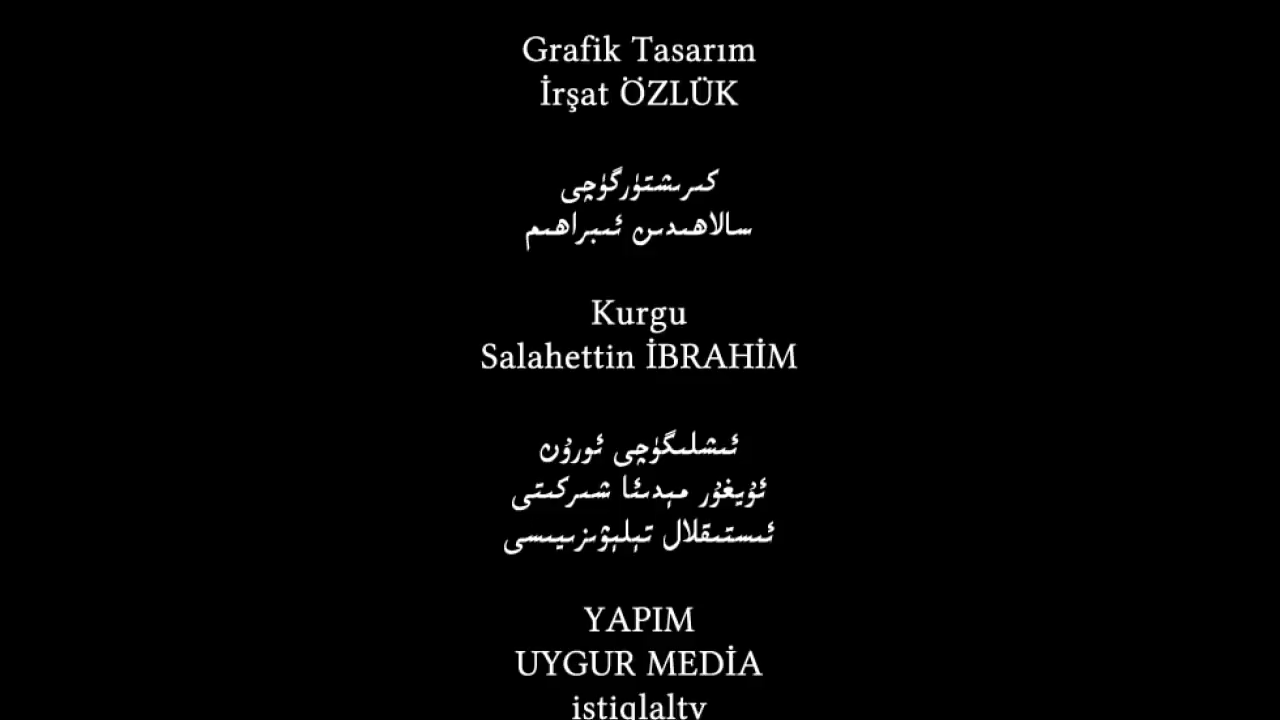 Grafik Tasarım
İrşat ÖZLÜK
كىرىشتۈرگۈچى
سالاھىدىن ئىبراھىم
Kurgu
Salahettin İBRAHİM
ئىشلىگۈچى ئورۇن
ئۇيغۇر مېدىئا شىركىتى
ئىستىقلال تېلېۋىزىيىسى
YAPIM
UYGUR MEDİA
istiqlaltv